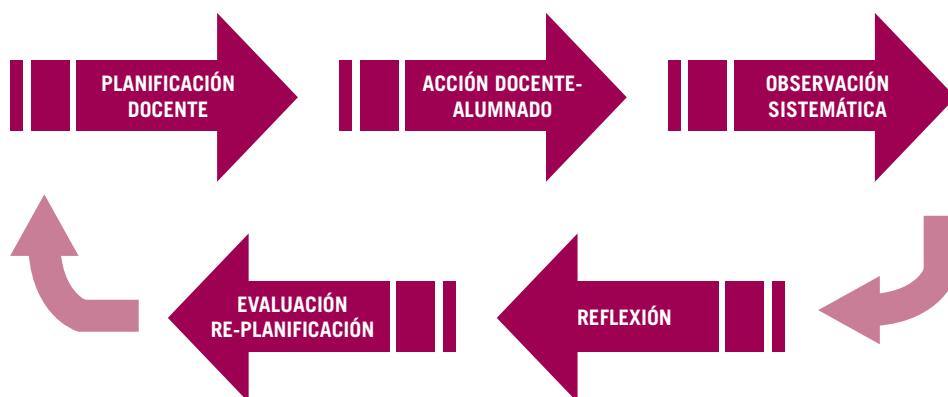 PLANIFICACIÓN
DOCENTE
ACCIÓN DOCENTE-
ALUMNADO
OBSERVACIÓN
SISTEMÁTICA
REFLEXIÓN
EVALUACIÓN
RE-PLANIFICACIÓN